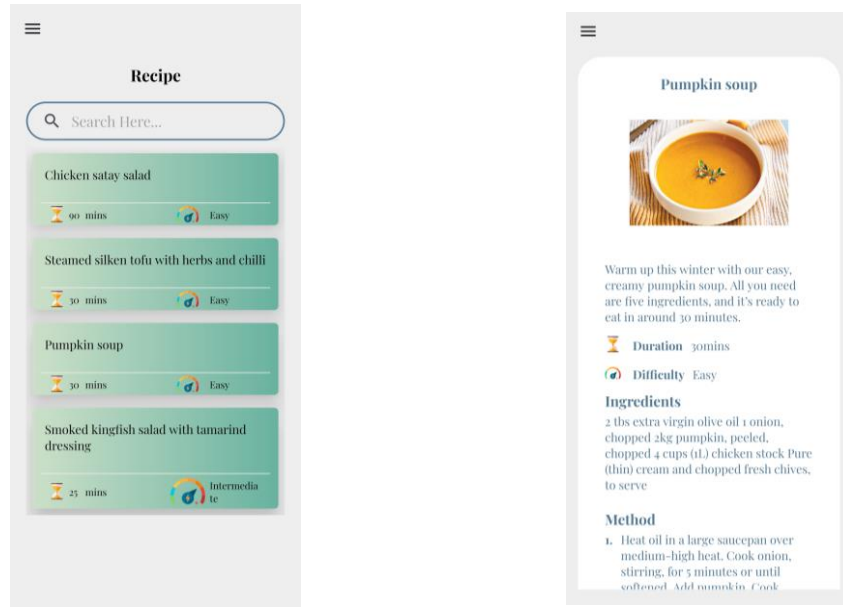 Recipe
Search Here...
Chicken satay salad
90 mins Easy
Steamed silken tofu with herbs and chilli
30 mins Easy
Pumpkin soup
30 mins Easy
Smoked kingfish salad with tamarind
dressing
25 mins Intermedia
te
Pumpkin soup
Warm up this winter with our easy,
creamy pumpkin soup. All you need
are five ingredients, and it's ready to
eat in around 30 minutes.
Duration 30mins
Difficulty Easy
Ingredients
2 tbs extra virgin olive oil 1 onion,
chopped 2kg pumpkin, peeled,
chopped 4 cups (1L) chicken stock Pure
(thin) cream and chopped fresh chives,
to serve
Method
1. Heat oil in a large saucepan over
medium-high heat. Cook onion,
stirring, for 5 minutes or until
softened. Add pumpkin. Cook,